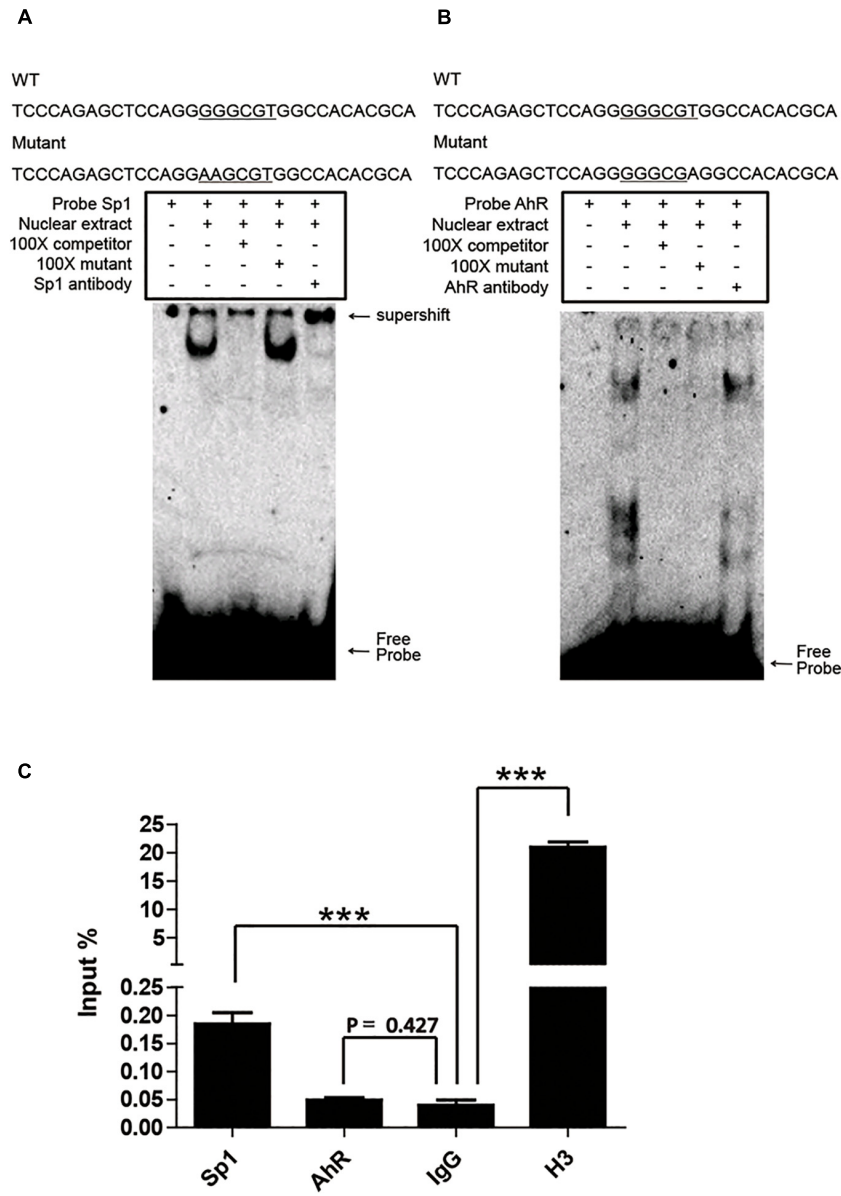 A
WT
TCCCAGAGCTCCAGGGGGCGTGGCCACACGCA
Mutant
TCCCAGAGCTCCAGGAAGCGTGGCCACACGCA
Probe Sp1 + + + + +
Nuclear extract - + + + +
100X competitor - - + - -
100X mutant - - - + -
Sp1 antibody - - - - +
← supershift
← Free
Probe
B
WT
TCCCAGAGCTCCAGGGGGCGTGGCCACACGCA
Mutant
TCCCAGAGCTCCAGGGGGCGAGGCCACACGCA
Probe AhR + + + + +
Nuclear extract - + + + +
100X competitor - - + - -
100X mutant - - - + -
AhR antibody - - - - +
← Free
Probe
C
Input %
25
20
15
10
5
0.25
0.20
0.15
0.10
0.05
0.00
***
***
P = 0.427
Sp1
AhR
IgG
H3